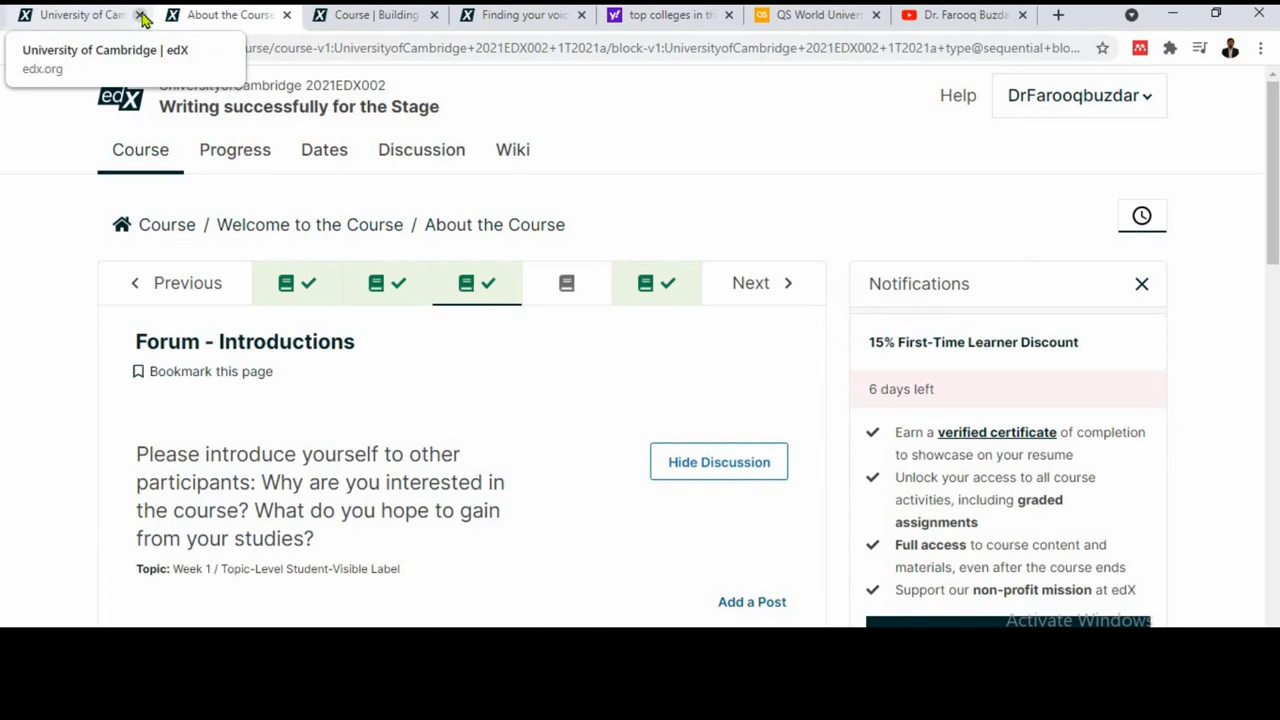 University of Cam
About the Course
Course | Building
Finding your voic
top colleges in th
QS World Univers
Dr. Farooq Buzda
University of Cambridge | edX
edx.org
urse/course-v1:UniversityofCambridge+2021EDX002+1T2021a/block-v1:UniversityofCambridge+2021EDX002+1T2021a+type@sequential+blo...
edX
UniversityofCambridge 2021EDX002
Writing successfully for the Stage
Help
DrFarooqbuzdar
Course
Progress
Dates
Discussion
Wiki
Course / Welcome to the Course / About the Course
Previous
Next
Notifications
Forum - Introductions
Bookmark this page
15% First-Time Learner Discount
6 days left
Please introduce yourself to other
participants: Why are you interested in
the course? What do you hope to gain
from your studies?
Hide Discussion
Topic: Week 1 / Topic-Level Student-Visible Label
Add a Post
Earn a verified certificate of completion
to showcase on your resume
Unlock your access to all course
activities, including graded
assignments
Full access to course content and
materials, even after the course ends
Support our non-profit mission at edX
Activate Windows